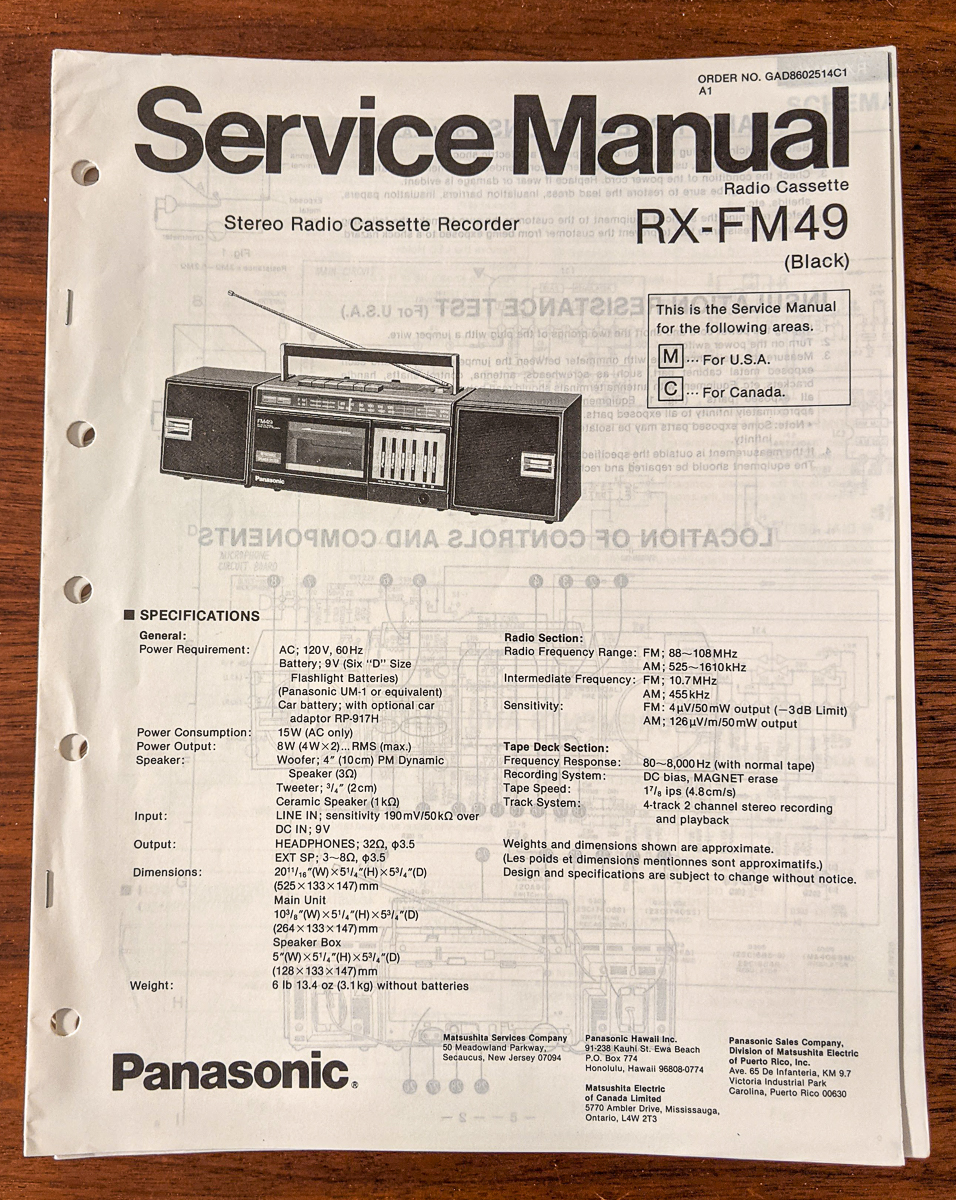 ORDER NO. GAD8602514C1
A1
Service Manual
Radio Cassette
Stereo Radio Cassette Recorder
RX-FM49
(Black)
This is the Service Manual
for the following areas.
M ··· For U.S.A.
C ··· For Canada.
FM49
Panasonic
■ SPECIFICATIONS
General:
Power Requirement: AC; 120V, 60Hz
Battery; 9V (Six "D" Size
Flashlight Batteries)
(Panasonic UM-1 or equivalent)
Car battery; with optional car
adaptor RP-917H
Power Consumption: 15W (AC only)
Power Output: 8W (4W×2)...RMS (max.)
Speaker: Woofer; 4″ (10cm) PM Dynamic
Speaker (3Ω)
Tweeter; 3/4″ (2cm)
Ceramic Speaker (1kΩ)
Input: LINE IN; sensitivity 190mV/50kΩ over
DC IN; 9V
Output: HEADPHONES; 32Ω, φ3.5
EXT SP; 3~8Ω, φ3.5
Dimensions: 20 11/16″(W)×5 1/4″(H)×5 3/4″(D)
(525×133×147)mm
Main Unit
10 3/8″(W)×5 1/4″(H)×5 3/4″(D)
(264×133×147)mm
Speaker Box
5″(W)×5 1/4″(H)×5 3/4″(D)
(128×133×147)mm
Weight: 6 lb 13.4 oz (3.1kg) without batteries
Radio Section:
Radio Frequency Range: FM; 88~108MHz
AM; 525~1610kHz
Intermediate Frequency: FM; 10.7MHz
AM; 455kHz
Sensitivity: FM: 4μV/50mW output (−3dB Limit)
AM; 126μV/m/50mW output
Tape Deck Section:
Frequency Response: 80~8,000Hz (with normal tape)
Recording System: DC bias, MAGNET erase
Tape Speed: 1 7/8 ips (4.8cm/s)
Track System: 4-track 2 channel stereo recording
and playback
Weights and dimensions shown are approximate.
(Les poids et dimensions mentionnes sont approximatifs.)
Design and specifications are subject to change without notice.
Panasonic®
Matsushita Services Company
50 Meadowland Parkway,
Secaucus, New Jersey 07094
Panasonic Hawaii Inc.
91-238 Kauhi St. Ewa Beach
P.O. Box 774
Honolulu, Hawaii 96808-0774
Matsushita Electric
of Canada Limited
5770 Ambler Drive, Mississauga,
Ontario, L4W 2T3
Panasonic Sales Company,
Division of Matsushita Electric
of Puerto Rico, Inc.
Ave. 65 De Infanteria, KM 9.7
Victoria Industrial Park
Carolina, Puerto Rico 00630